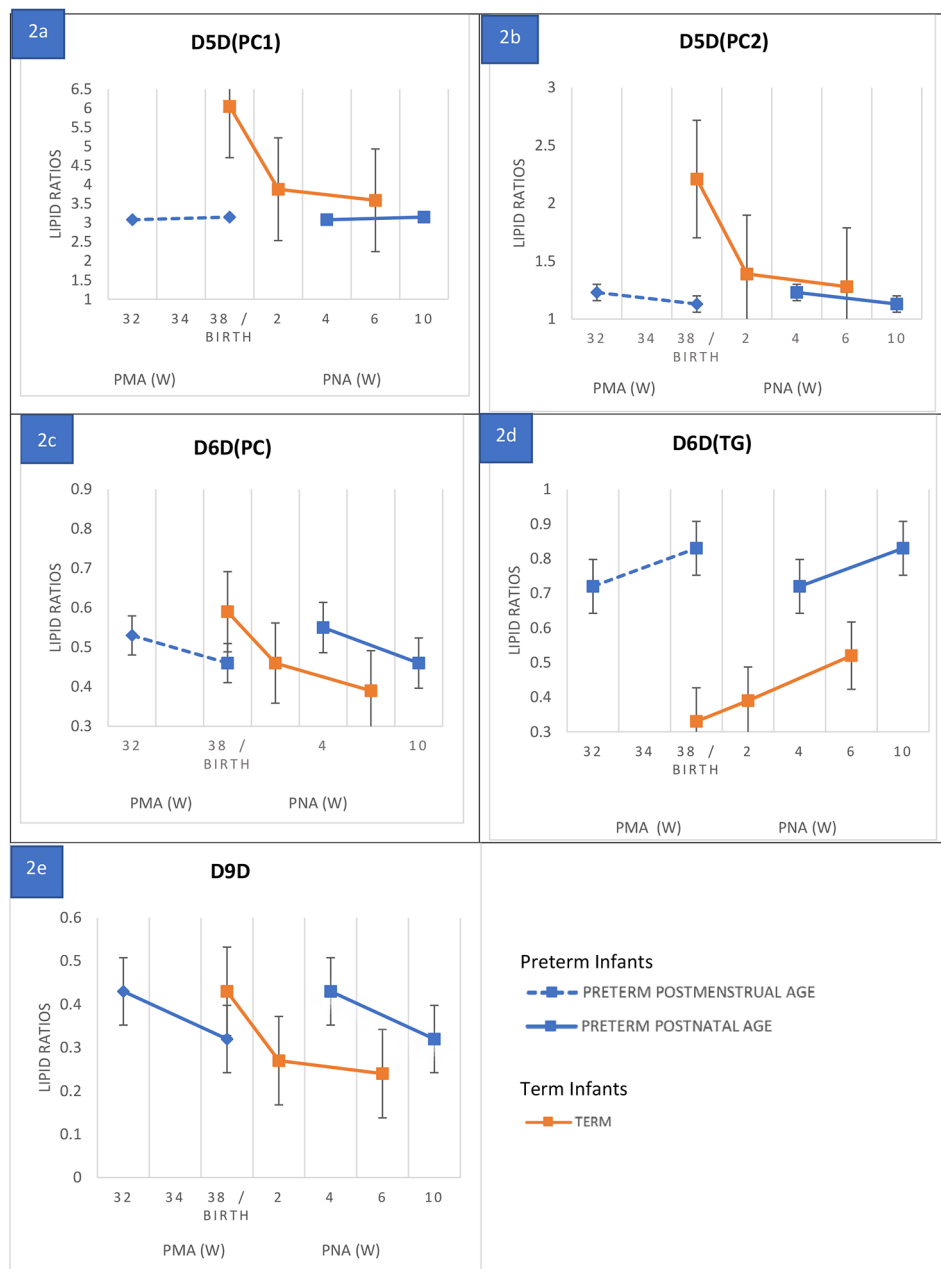 2a
D5D(PC1)
LIPID RATIOS
6.5
6
5.5
5
4.5
4
3.5
3
2.5
2
1.5
1
32 34 38 / BIRTH 2 4 6 10
PMA (W) PNA (W)
2b
D5D(PC2)
LIPID RATIOS
3
2.5
2
1.5
1
32 34 38 / BIRTH 2 4 6 10
PMA (W) PNA (W)
2c
D6D(PC)
LIPID RATIOS
0.9
0.8
0.7
0.6
0.5
0.4
0.3
32 38 / BIRTH 4 10
PMA (W) PNA (W)
2d
D6D(TG)
LIPID RATIOS
1
0.9
0.8
0.7
0.6
0.5
0.4
0.3
32 34 38 / BIRTH 2 4 6 10
PMA (W) PNA (W)
2e
D9D
LIPID RATIOS
0.6
0.5
0.4
0.3
0.2
0.1
0
32 34 38 / BIRTH 2 4 6 10
PMA (W) PNA (W)
Preterm Infants
PRETERM POSTMENSTRUAL AGE
PRETERM POSTNATAL AGE
Term Infants
TERM